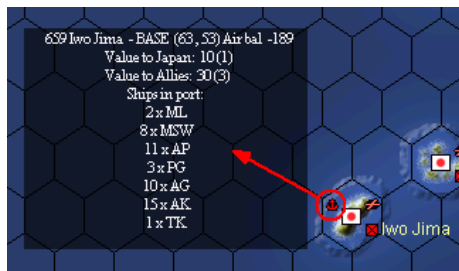 659 Iwo Jima - BASE (63, 53) Airbal -189
Value to Japan: 10(1)
Value to Allies: 30(3)
Ships in port:
2 x ML
8 x MSW
11 x AP
3 x PG
10 x AG
15 x AK
1 x TK
Iwo Jima